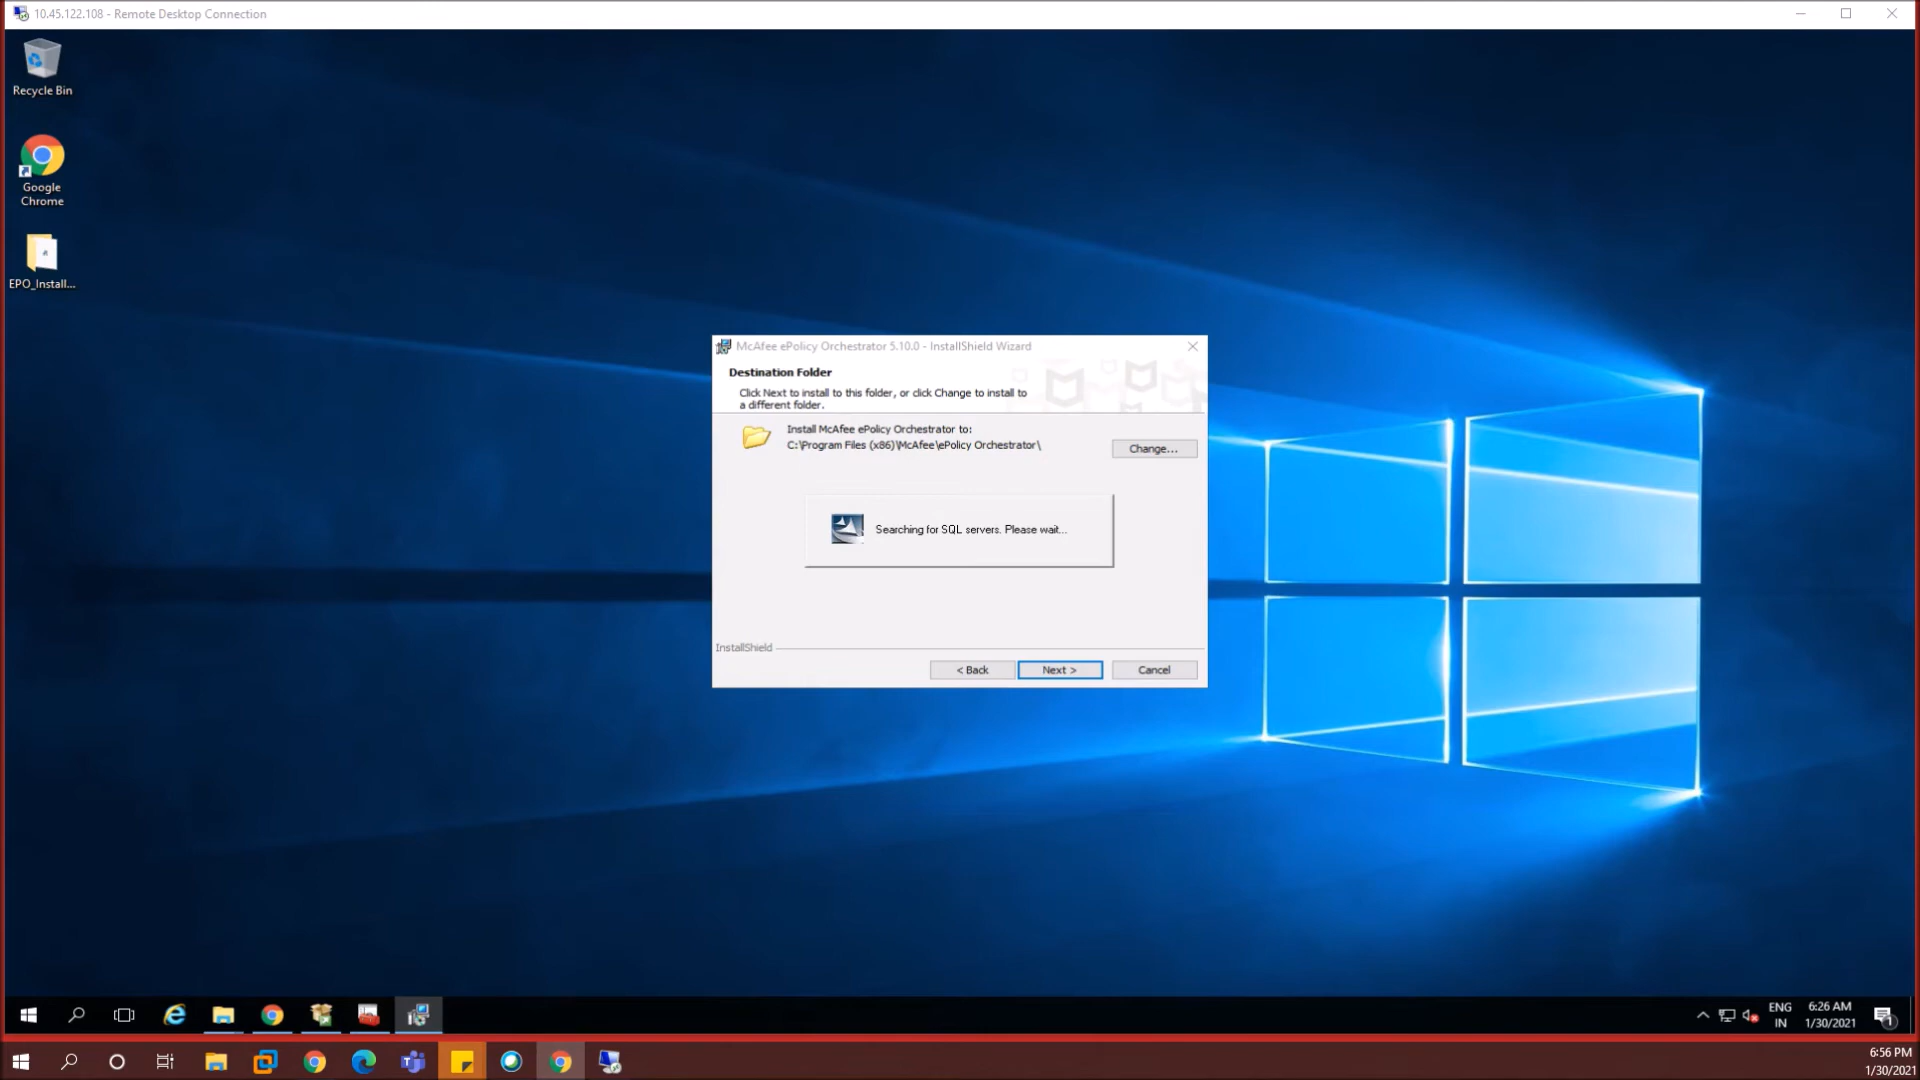 10.45.122.108 - Remote Desktop Connection
Recycle Bin
Google
Chrome
EPO_Install...
McAfee ePolicy Orchestrator 5.10.0 - InstallShield Wizard
Destination Folder
Click Next to install to this folder, or click Change to install to
a different folder.
Install McAfee ePolicy Orchestrator to:
C:\Program Files (x86)\McAfee\ePolicy Orchestrator\
Change...
Searching for SQL servers. Please wait...
InstallShield
< Back
Next >
Cancel
ENG
IN
6:26 AM
1/30/2021
1
6:56 PM
1/30/2021